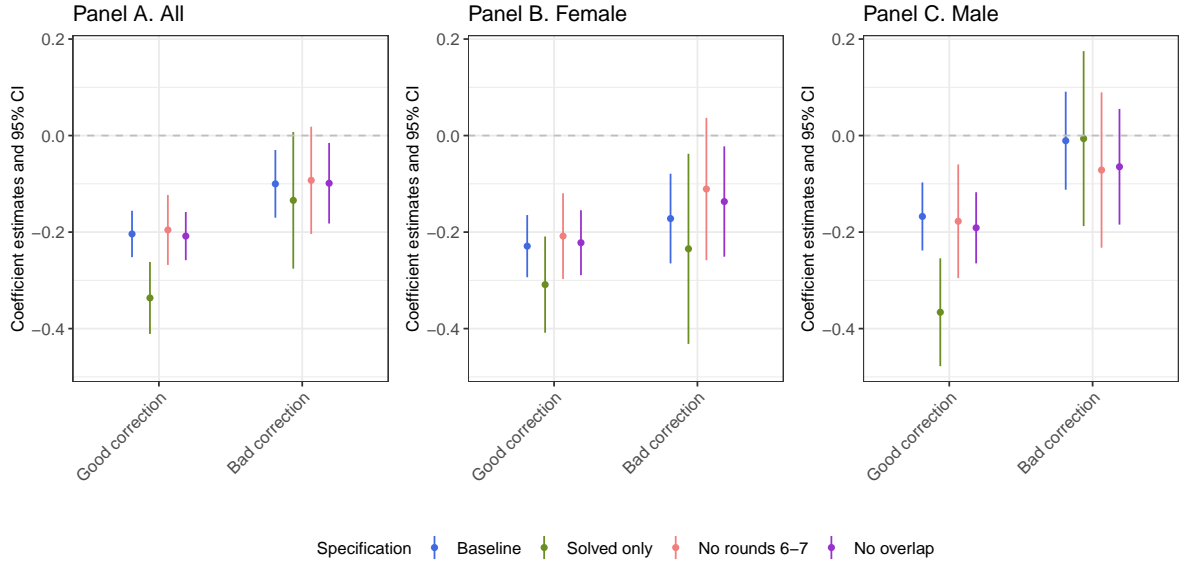 Panel A. All
Panel B. Female
Panel C. Male
Coefficient estimates and 95% CI
0.2
0.0
−0.2
−0.4
Good correction
Bad correction
Coefficient estimates and 95% CI
0.2
0.0
−0.2
−0.4
Good correction
Bad correction
Coefficient estimates and 95% CI
0.2
0.0
−0.2
−0.4
Good correction
Bad correction
Specification Baseline Solved only No rounds 6−7 No overlap